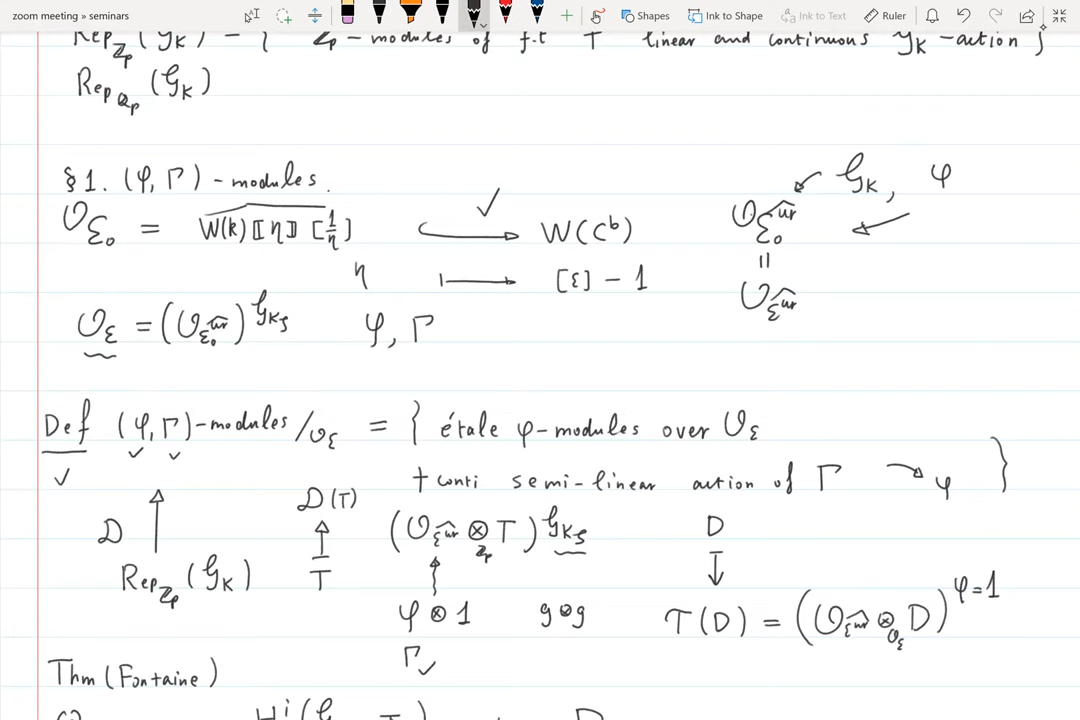 zoom meeting » seminars
Shapes Ink to Shape Ink to Text Ruler
Rep_{Z_p}(𝒢_K) = { Z_p-modules of f.t T linear and continuous 𝒢_K-action }
Rep_{Q_p}(𝒢_K)
§1. (φ, Γ)-modules.
𝒪_{ℰ_0} = \widehat{W(k)⟦η⟧[1/η]} ↪ ✓ W(C^♭) 𝒪_{\widehat{ℰ_0^{ur}}} ↙ 𝒢_K, φ
η ⟼ [ε] - 1 = 𝒪_{\widehat{ℰ^{ur}}}
𝒪_ℰ = (𝒪_{\widehat{ℰ_0^{ur}}})^{𝒢_{K_ζ}} φ, Γ
Def (φ, Γ)-modules/𝒪_ℰ = { étale φ-modules over 𝒪_ℰ
+ conti semi-linear action of Γ ↷ φ }
D ↑ D(T) ↑ T (𝒪_{\widehat{ℰ^{ur}}} ⊗_{Z_p} T)^{𝒢_{K_ζ}} D ↓
Rep_{Z_p}(𝒢_K)
φ ⊗ 1 g⊗g T(D) = (𝒪_{\widehat{ℰ^{ur}}} ⊗_{𝒪_ℰ} D)^{φ=1}
Γ ✓
Thm (Fontaine)